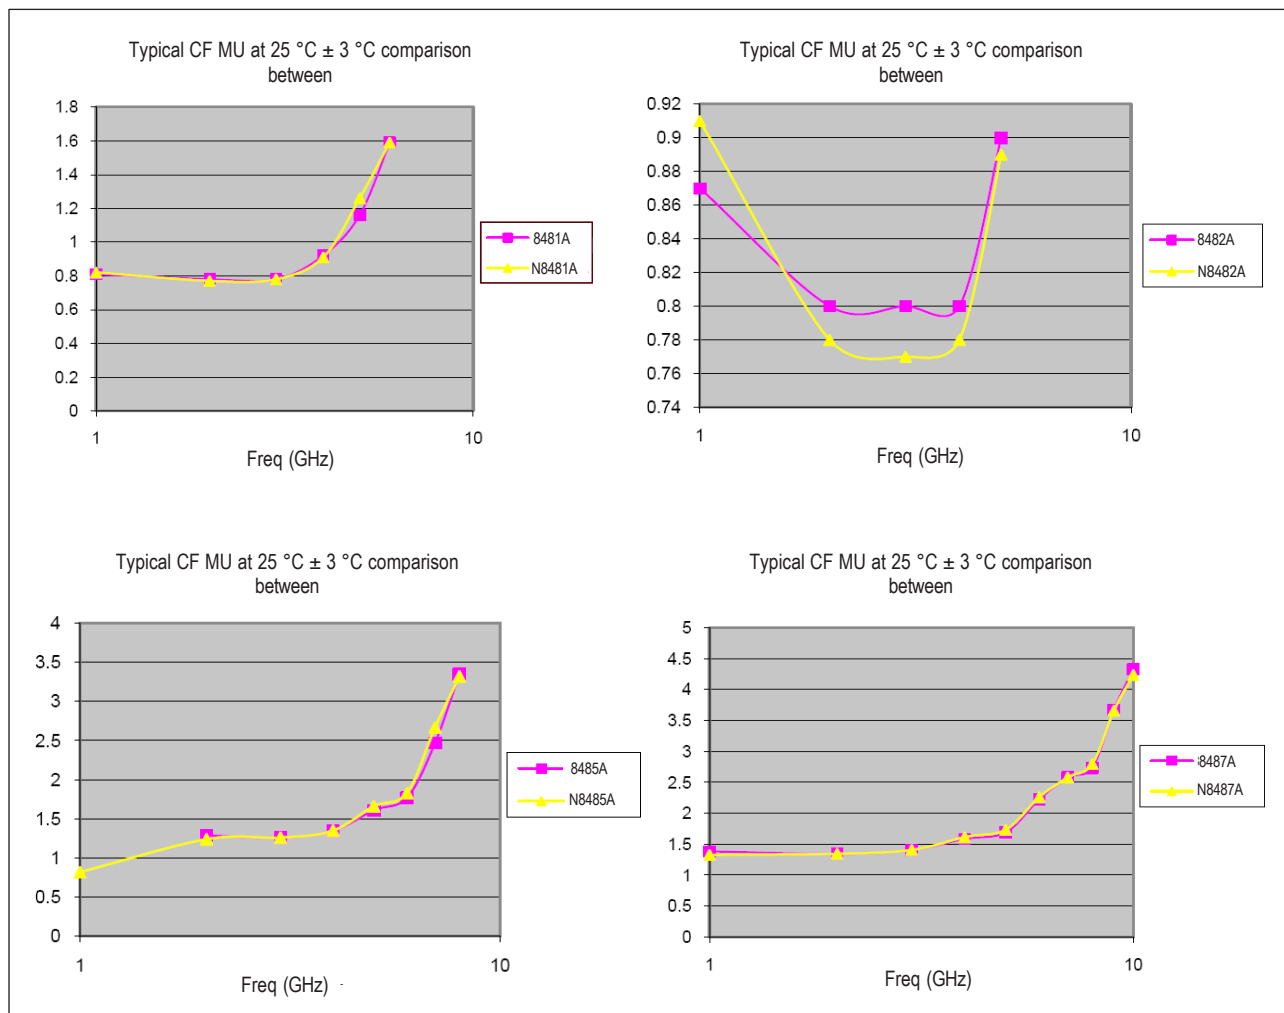 Typical CF MU at 25 °C ± 3 °C comparison
between
1.8
1.6
1.4
1.2
1
0.8
0.6
0.4
0.2
0
1
10
Freq (GHz)
8481A
N8481A
Typical CF MU at 25 °C ± 3 °C comparison
between
0.92
0.9
0.88
0.86
0.84
0.82
0.8
0.78
0.76
0.74
1
10
Freq (GHz)
8482A
N8482A
Typical CF MU at 25 °C ± 3 °C comparison
between
4
3.5
3
2.5
2
1.5
1
0.5
0
1
10
Freq (GHz)
8485A
N8485A
Typical CF MU at 25 °C ± 3 °C comparison
between
5
4.5
4
3.5
3
2.5
2
1.5
1
0.5
0
1
10
Freq (GHz)
8487A
N8487A